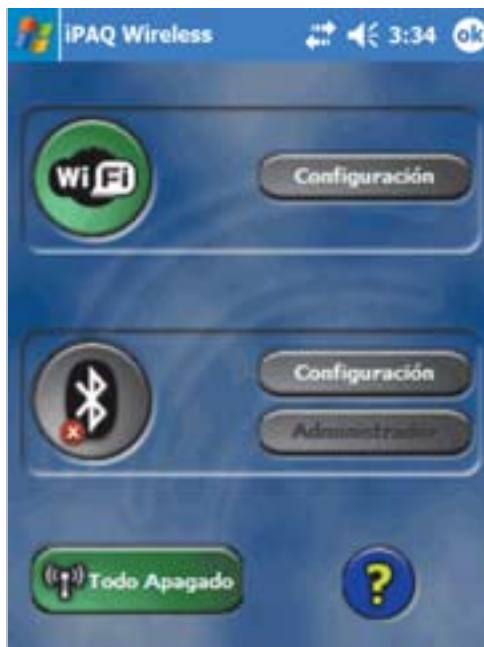 iPAQ Wireless 3:34 ok
Wi Fi
Configuración
Configuración
Administrador
Todo Apagado
?